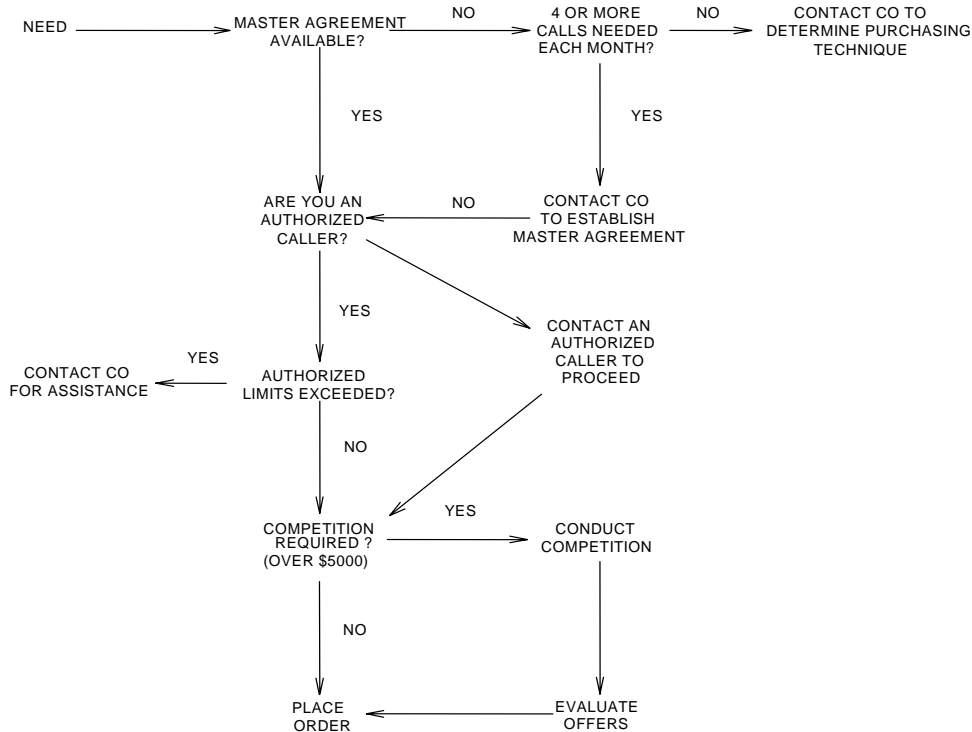 NEED
MASTER AGREEMENT
AVAILABLE?
NO
4 OR MORE
CALLS NEEDED
EACH MONTH?
NO
CONTACT CO TO
DETERMINE PURCHASING
TECHNIQUE
YES
YES
ARE YOU AN
AUTHORIZED
CALLER?
NO
CONTACT CO
TO ESTABLISH
MASTER AGREEMENT
YES
CONTACT AN
AUTHORIZED
CALLER TO
PROCEED
CONTACT CO
FOR ASSISTANCE
YES
AUTHORIZED
LIMITS EXCEEDED?
NO
COMPETITION
REQUIRED ?
(OVER $5000)
YES
CONDUCT
COMPETITION
NO
PLACE
ORDER
EVALUATE
OFFERS